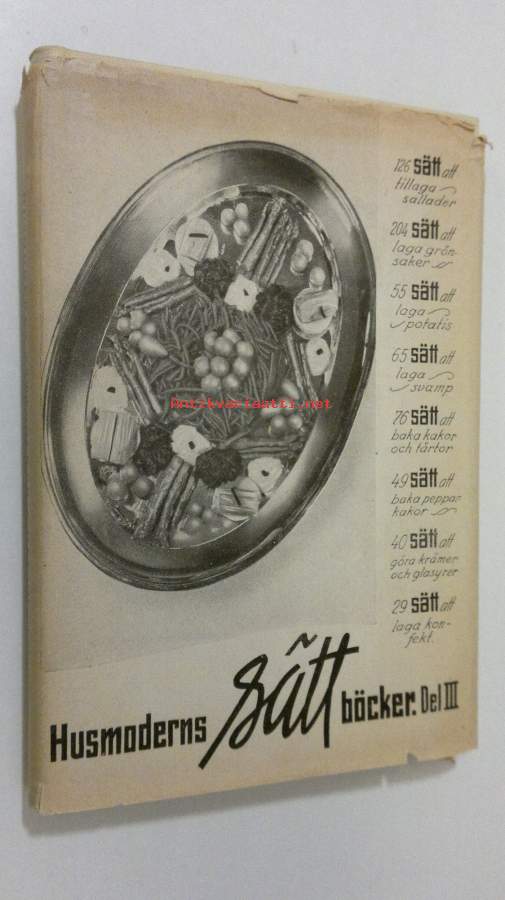 126 sätt att
tillaga
sallader
204 sätt att
laga grön-
saker
55 sätt att
laga
potatis
65 sätt att
laga
svamp
76 sätt att
baka kakor
och tårtor
49 sätt att
baka peppar
kakor
40 sätt att
göra krämer
och glasyrer
29 sätt att
laga kon-
fekt.
Antikvariaatti.net
Husmoderns sätt böcker. Del III